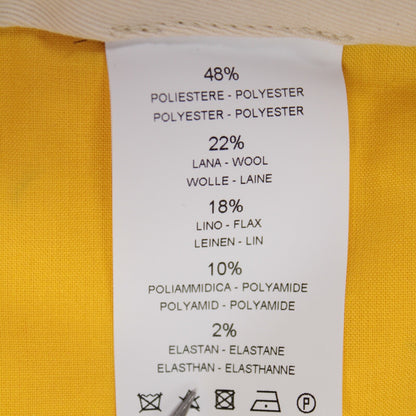 48%
POLIESTERE - POLYESTER
POLYESTER - POLYESTER
22%
LANA - WOOL
WOLLE - LAINE
18%
LINO - FLAX
LEINEN - LIN
10%
POLIAMMIDICA - POLYAMIDE
POLYAMID - POLYAMIDE
2%
ELASTAN - ELASTANE
ELASTHAN - ELASTHANNE
P